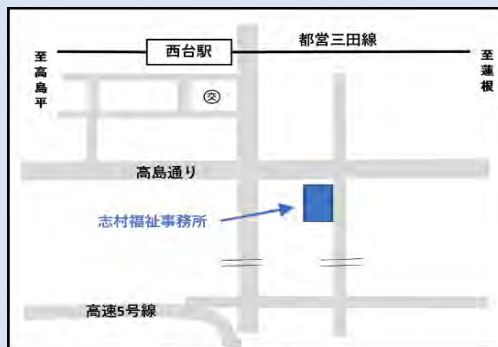 都営三田線
西台駅
至高島平
至蓮根
交
高島通り
志村福祉事務所
高速5号線